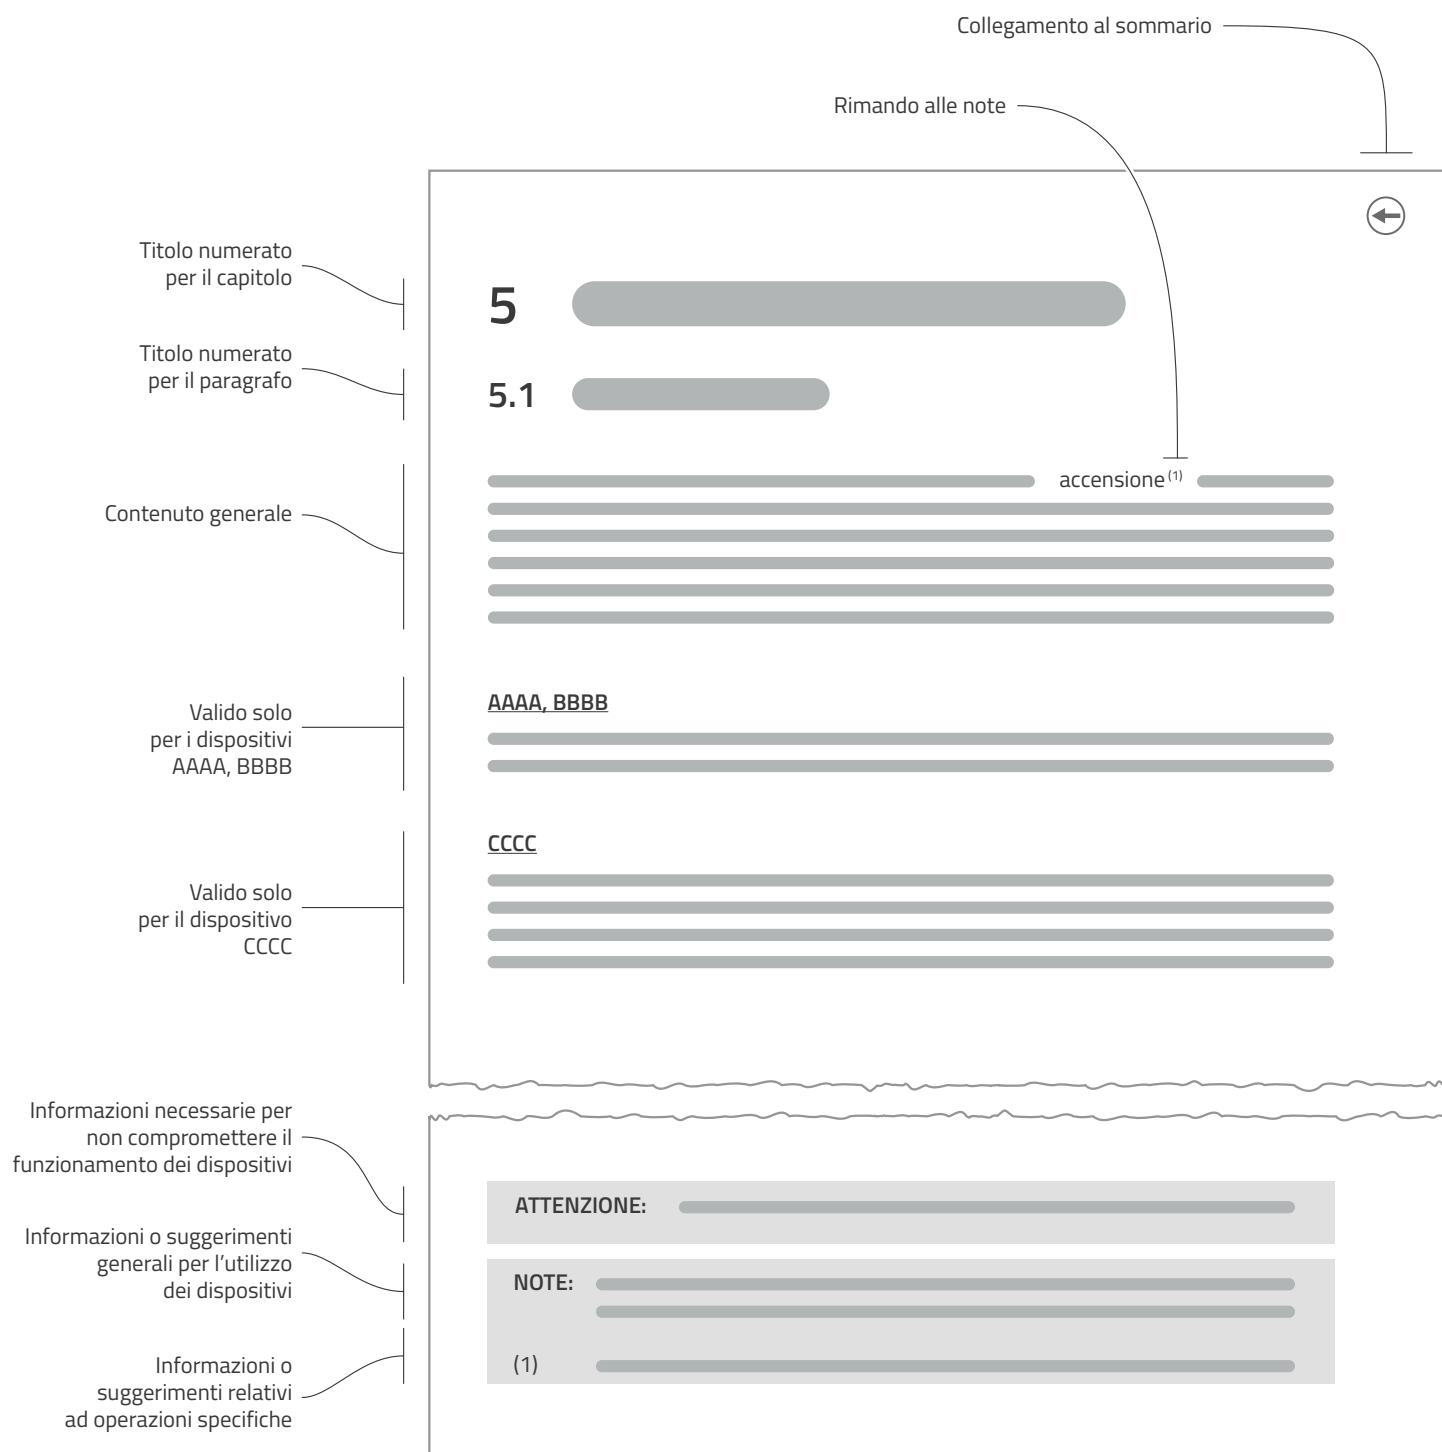 Collegamento al sommario
Rimando alle note
Titolo numerato
per il capitolo
5
Titolo numerato
per il paragrafo
5.1
accensione (1)
Contenuto generale
AAAA, BBBB
Valido solo
per i dispositivi
AAAA, BBBB
CCCC
Valido solo
per il dispositivo
CCCC
Informazioni necessarie per
non compromettere il
funzionamento dei dispositivi
ATTENZIONE:
Informazioni o suggerimenti
generali per l'utilizzo
dei dispositivi
NOTE:
(1)
Informazioni o
suggerimenti relativi
ad operazioni specifiche